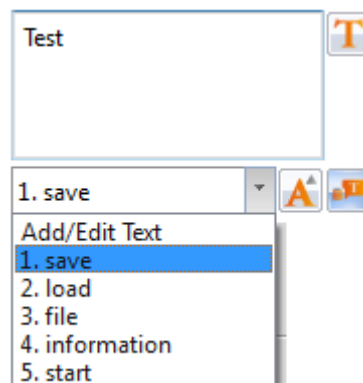 Test
T
1. save
A
Add/Edit Text
1. save
2. load
3. file
4. information
5. start